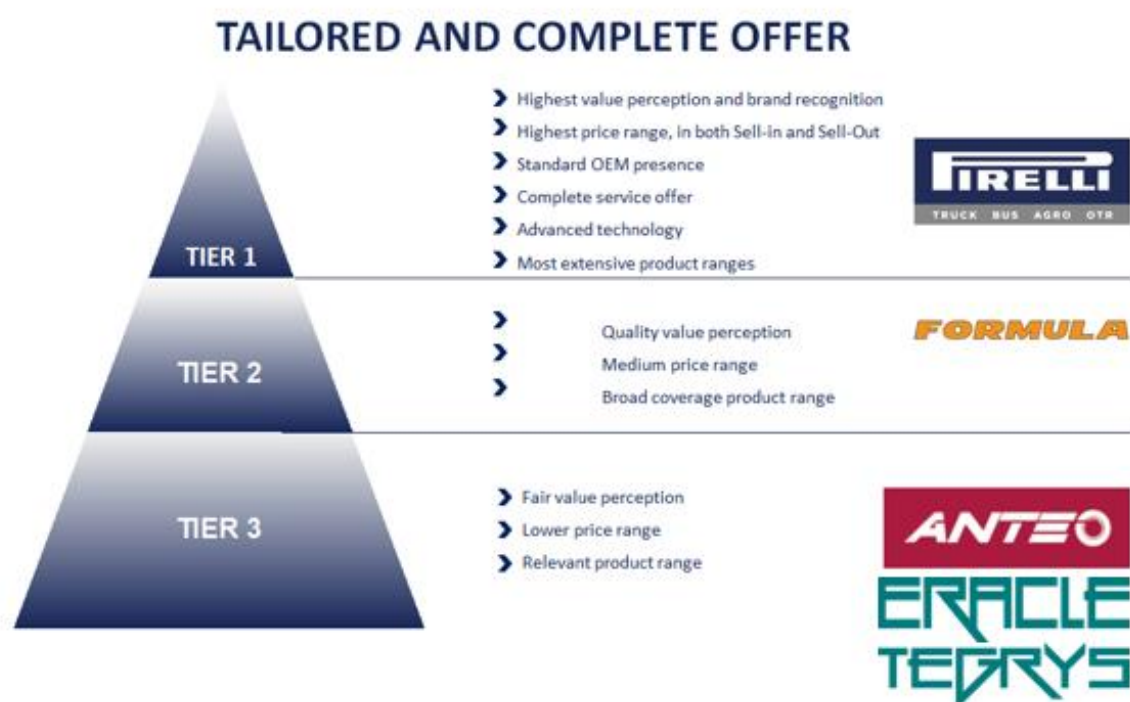 TAILORED AND COMPLETE OFFER
Highest value perception and brand recognition
Highest price range, in both Sell-in and Sell-Out
Standard OEM presence
Complete service offer
Advanced technology
Most extensive product ranges
TIER 1
PIRELLI
TRUCK BUS AGRO OTR
Quality value perception
Medium price range
Broad coverage product range
TIER 2
FORMULA
Fair value perception
Lower price range
Relevant product range
TIER 3
ANTEO
ERACLE
TEGRYS